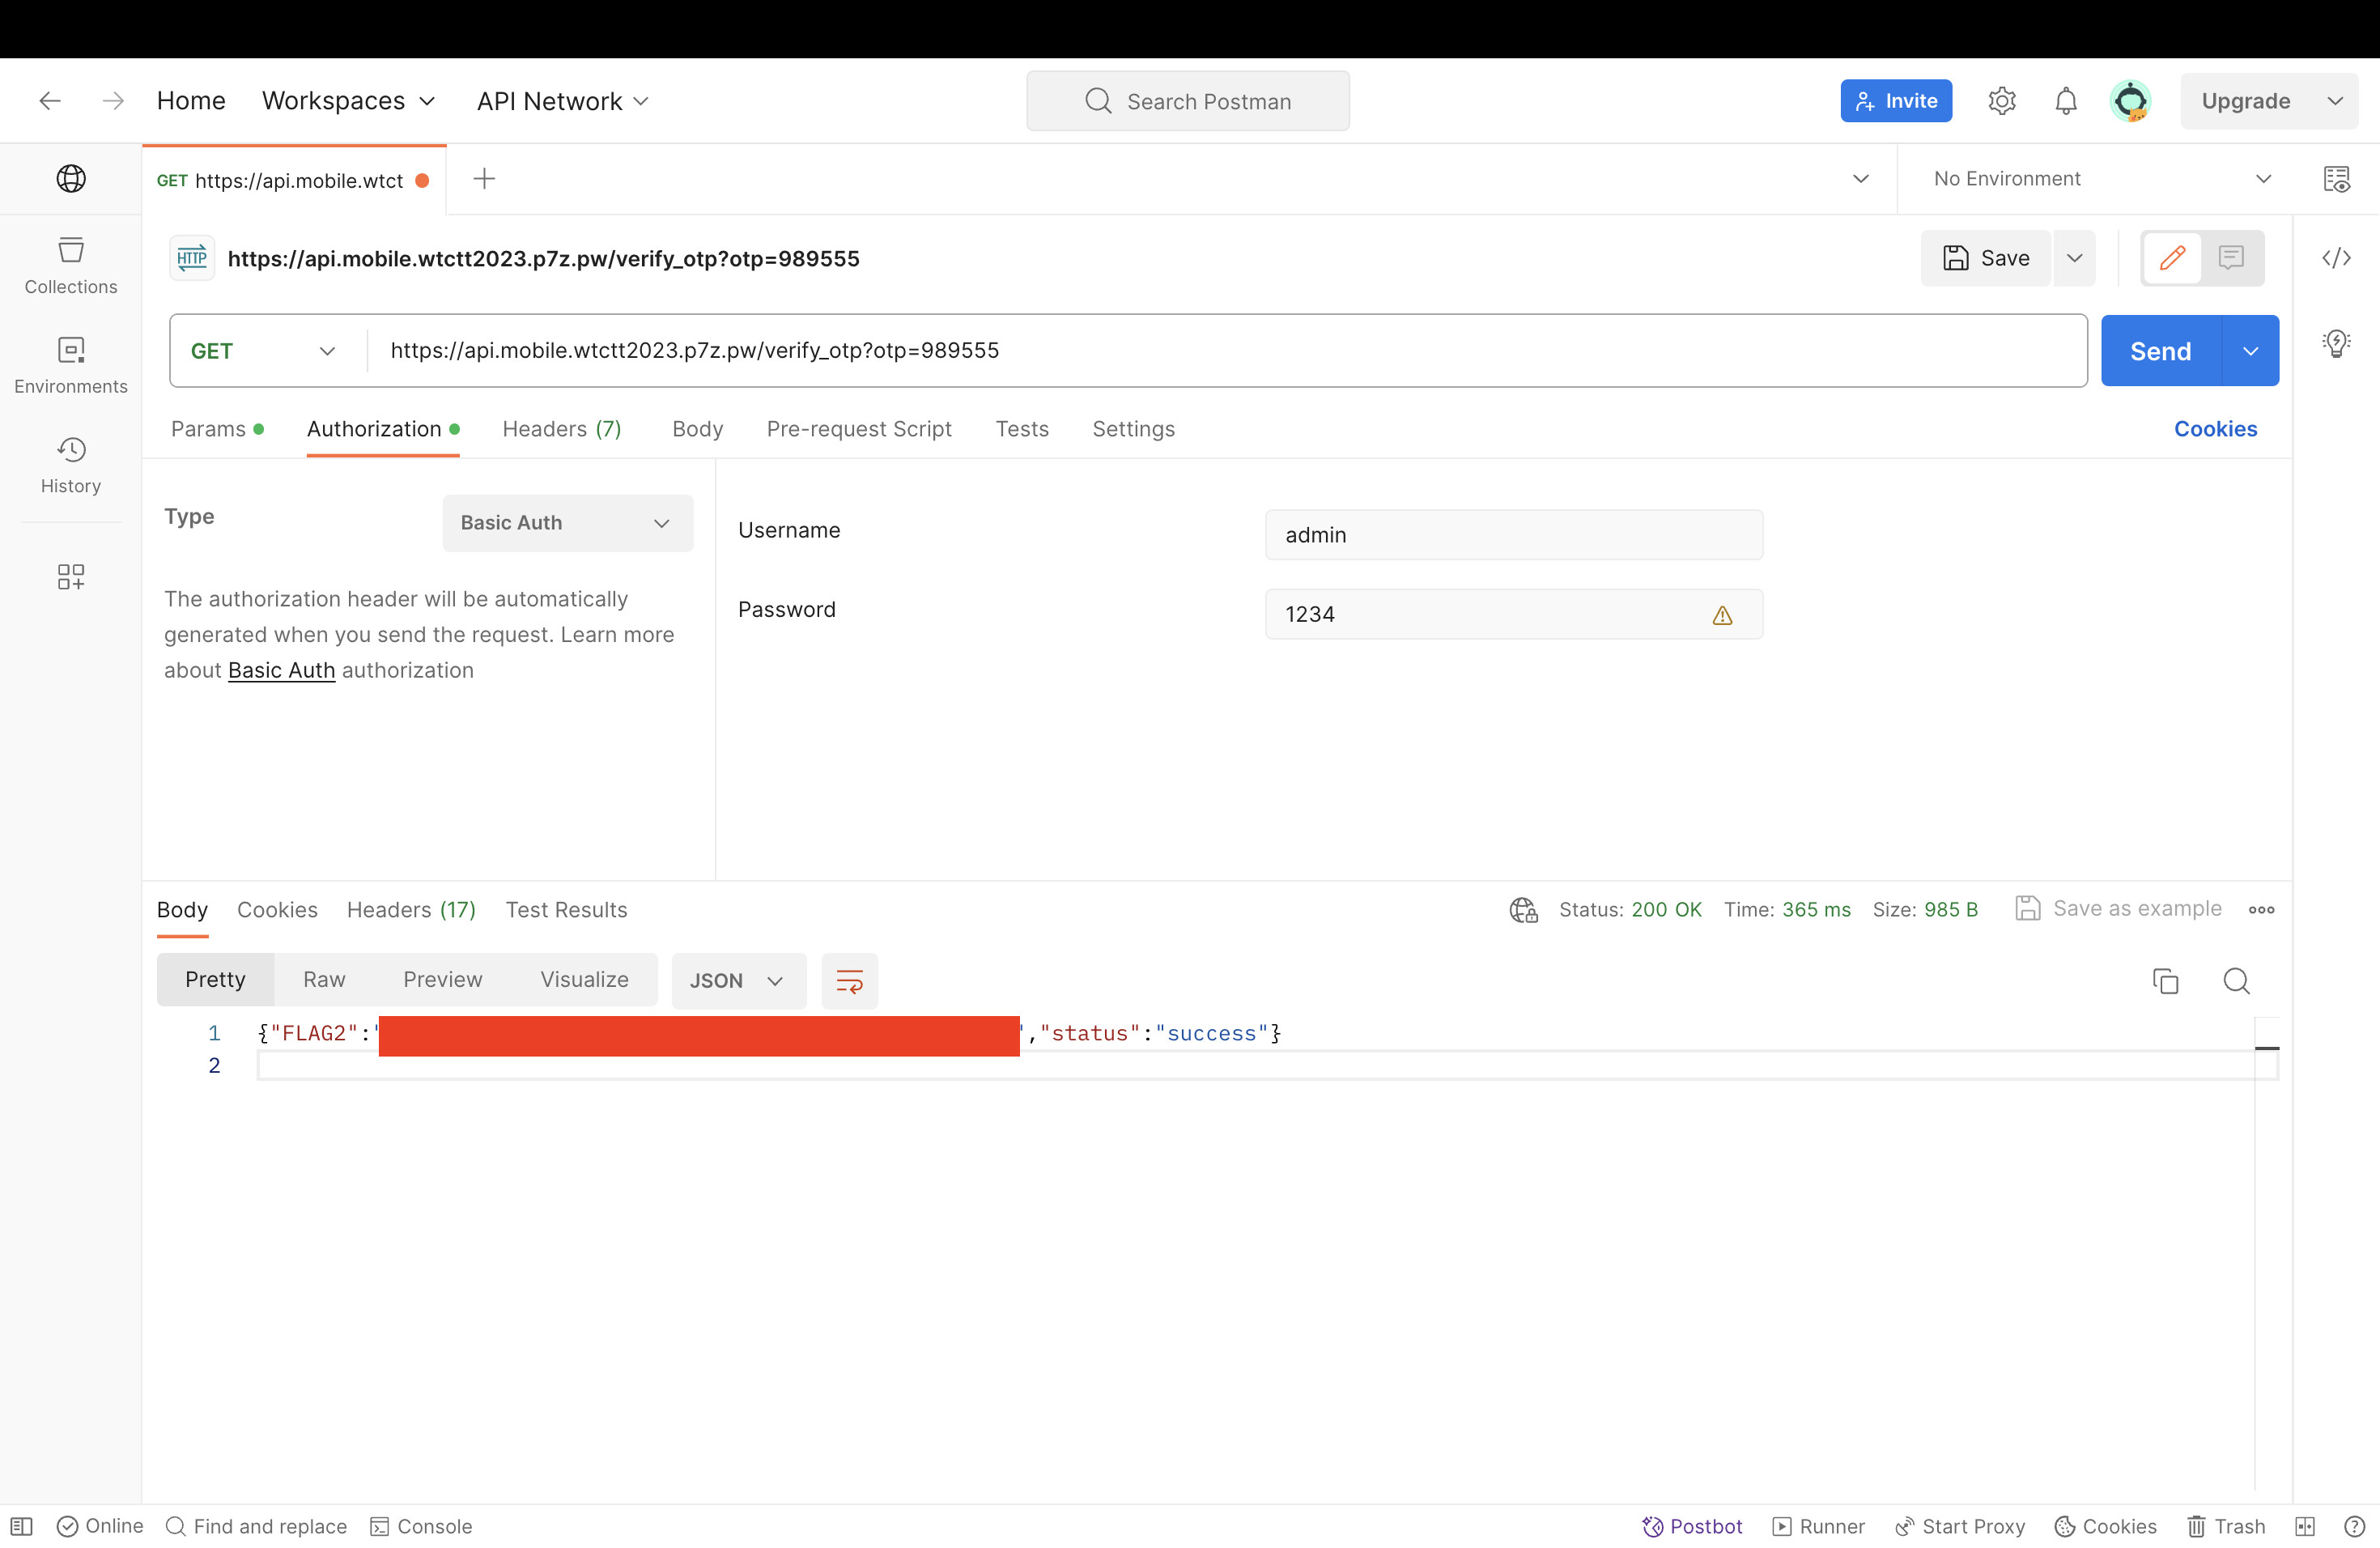 Home Workspaces API Network Search Postman Invite Upgrade
GET https://api.mobile.wtct No Environment
HTTP https://api.mobile.wtctt2023.p7z.pw/verify_otp?otp=989555 Save
GET https://api.mobile.wtctt2023.p7z.pw/verify_otp?otp=989555 Send
Collections
Environments
History
Params Authorization Headers (7) Body Pre-request Script Tests Settings Cookies
Type Basic Auth
The authorization header will be automatically
generated when you send the request. Learn more
about Basic Auth authorization
Username admin
Password 1234
Body Cookies Headers (17) Test Results Status: 200 OK Time: 365 ms Size: 985 B Save as example
Pretty Raw Preview Visualize JSON
1 {"FLAG2":" ","status":"success"}
2
Online Find and replace Console Postbot Runner Start Proxy Cookies Trash